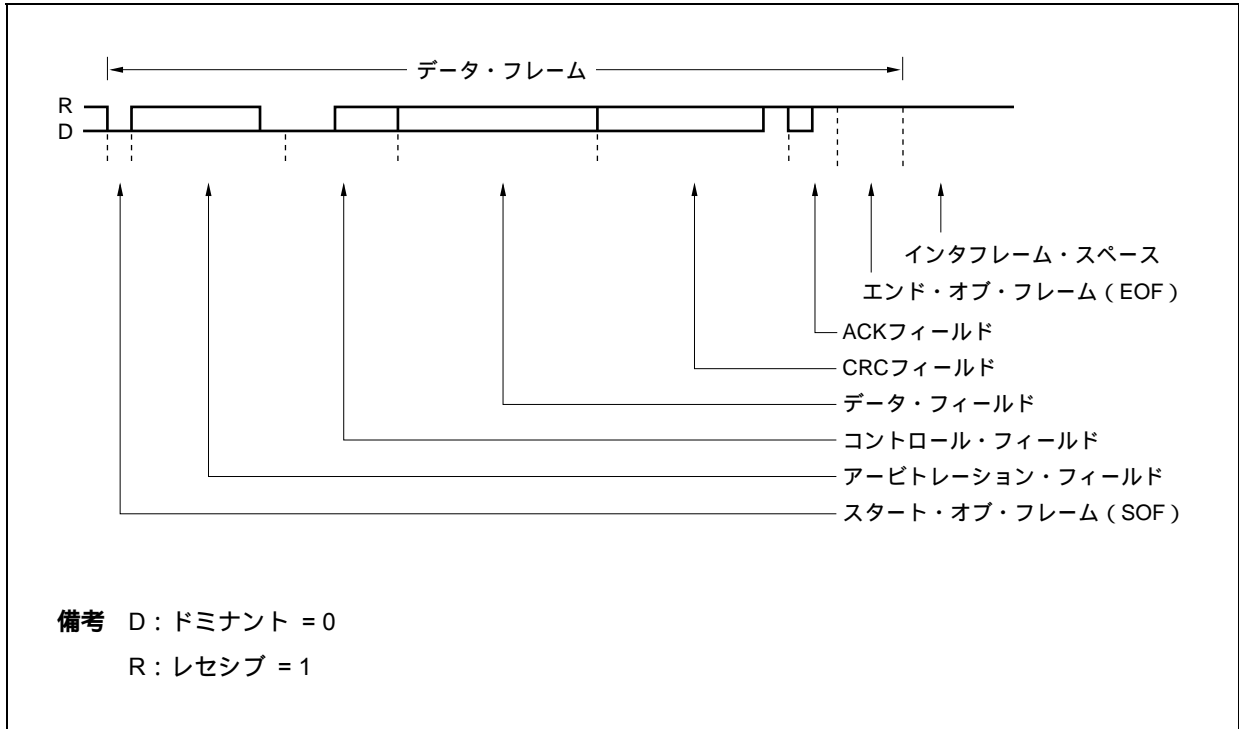 データ・フレーム
R
D
インタフレーム・スペース
エンド・オブ・フレーム（EOF）
ACKフィールド
CRCフィールド
データ・フィールド
コントロール・フィールド
アービトレーション・フィールド
スタート・オブ・フレーム（SOF）
備考 D：ドミナント = 0
R：レセシブ = 1